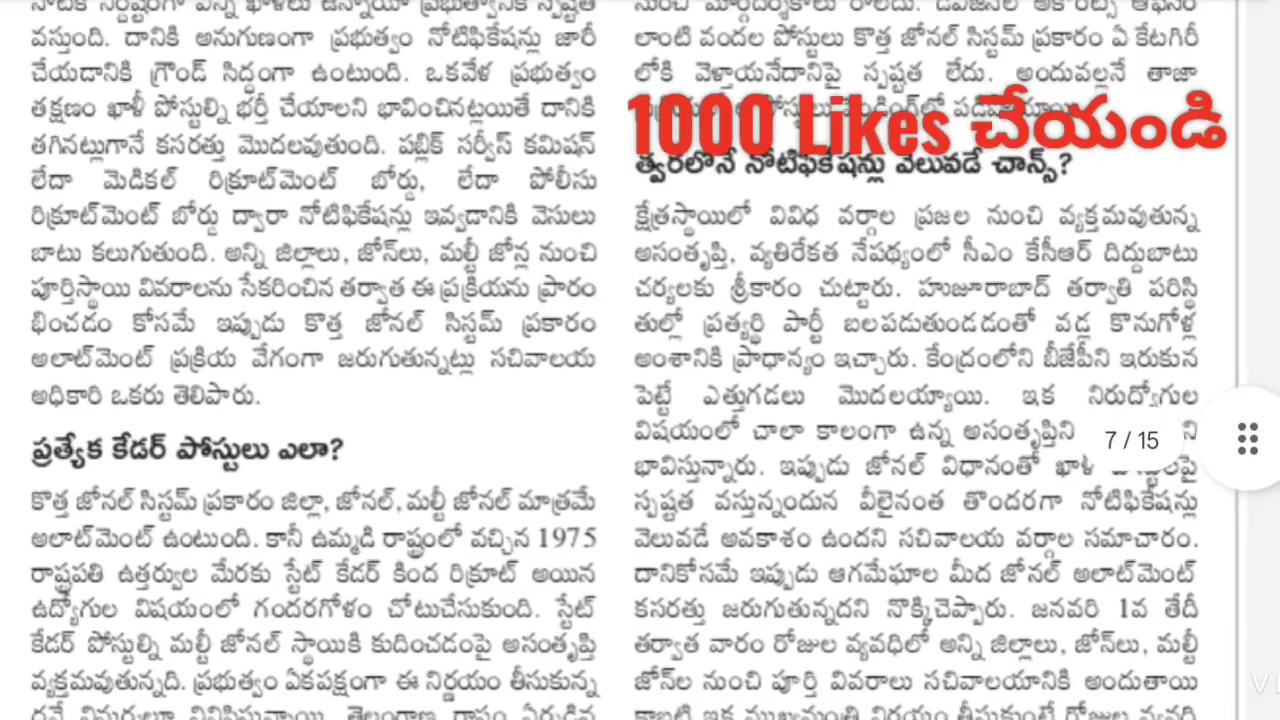 వస్తుంది. దానికి అనుగుణంగా ప్రభుత్వం నోటిఫికేషన్లు జారీ
చేయదానికి గ్రౌండ్ సిద్ధంగా ఉంటుంది. ఒకవేళ ప్రభుత్వం
తక్షణం ఖాళీ పోస్టుల్ని భర్తీ చేయాలని భావించినట్లయితే దానికి
తగినట్లుగానే కసరత్తు మొదలవుతుంది. పబ్లిక్ సర్వీస్ కమిషన్
లేదా మెడికల్ రిక్రూట్‌మెంట్ బోర్డు, లేదా పోలీసు
రిక్రూట్‌మెంట్ బోర్డు ద్వారా నోటిఫికేషన్లు ఇవ్వడానికి వెసులు
బాటు కలుగుతుంది. అన్ని జిల్లాలు, జోన్‌లు, మల్టీ జోన్ల నుంచి
పూర్తిస్థాయి వివరాలను సేకరించిన తర్వాత ఈ ప్రక్రియను ప్రారం
భించడం కోసమే ఇప్పుడు కొత్త జోనల్ సిస్టమ్ ప్రకారం
అలాట్‌మెంట్ ప్రక్రియ వేగంగా జరుగుతున్నట్లు సచివాలయ
అధికారి ఒకరు తెలిపారు.
ప్రత్యేక కేడర్ పోస్టులు ఎలా?
కొత్త జోనల్ సిస్టమ్ ప్రకారం జిల్లా, జోనల్, మల్టీ జోనల్ మాత్రమే
అలాట్‌మెంట్ ఉంటుంది. కానీ ఉమ్మడి రాష్ట్రంలో వచ్చిన 1975
రాష్ట్రపతి ఉత్తర్వుల మేరకు స్టేట్ కేడర్ కింద రిక్రూట్ అయిన
ఉద్యోగుల విషయంలో గందరగోళం చోటుచేసుకుంది. స్టేట్
కేడర్ పోస్టుల్ని మల్టీ జోనల్ స్థాయికి కుదించడంపై అసంతృప్తి
వ్యక్తమవుతున్నది. ప్రభుత్వం ఏకపక్షంగా ఈ నిర్ణయం తీసుకున్న
లాంటి వందల పోస్టులు కొత్త జోనల్ సిస్టమ్ ప్రకారం ఏ కేటగిరీ
లోకి వెళ్తాయనేదానిపై స్పష్టత లేదు. అందువల్లనే తాజా
1000 Likes చేయండి
త్వరలోనే నోటిఫికేషన్లు వెలువడే చాన్స్?
క్షేత్రస్థాయిలో వివిధ వర్గాల ప్రజల నుంచి వ్యక్తమవుతున్న
అసంతృప్తి, వ్యతిరేకత నేపథ్యంలో సీఎం కేసీఆర్ దిద్దుబాటు
చర్యలకు శ్రీకారం చుట్టారు. హుజూరాబాద్ తర్వాతి పరిస్థి
తుల్లో ప్రత్యర్థి పార్టీ బలపడుతుండడంతో వడ్ల కొనుగోళ్ల
అంశానికి ప్రాధాన్యం ఇచ్చారు. కేంద్రంలోని బీజేపీని ఇరుకున
పెట్టే ఎత్తుగడలు మొదలయ్యాయి. ఇక నిరుద్యోగుల
విషయంలో చాలా కాలంగా ఉన్న అసంతృప్తిని
భావిస్తున్నారు. ఇప్పుడు జోనల్ విధానంతో
స్పష్టత వస్తున్నందున వీలైనంత తొందరగా నోటిఫికేషన్లు
వెలువడే అవకాశం ఉందని సచివాలయ వర్గాల సమాచారం.
దానికోసమే ఇప్పుడు ఆగమేఘాల మీద జోనల్ అలాట్‌మెంట్
కసరత్తు జరుగుతున్నదని నొక్కిచెప్పారు. జనవరి 1వ తేదీ
తర్వాత వారం రోజుల వ్యవధిలో అన్ని జిల్లాలు, జోన్‌లు, మల్టీ
జోన్‌ల నుంచి పూర్తి వివరాలు సచివాలయానికి అందుతాయి
7 / 15